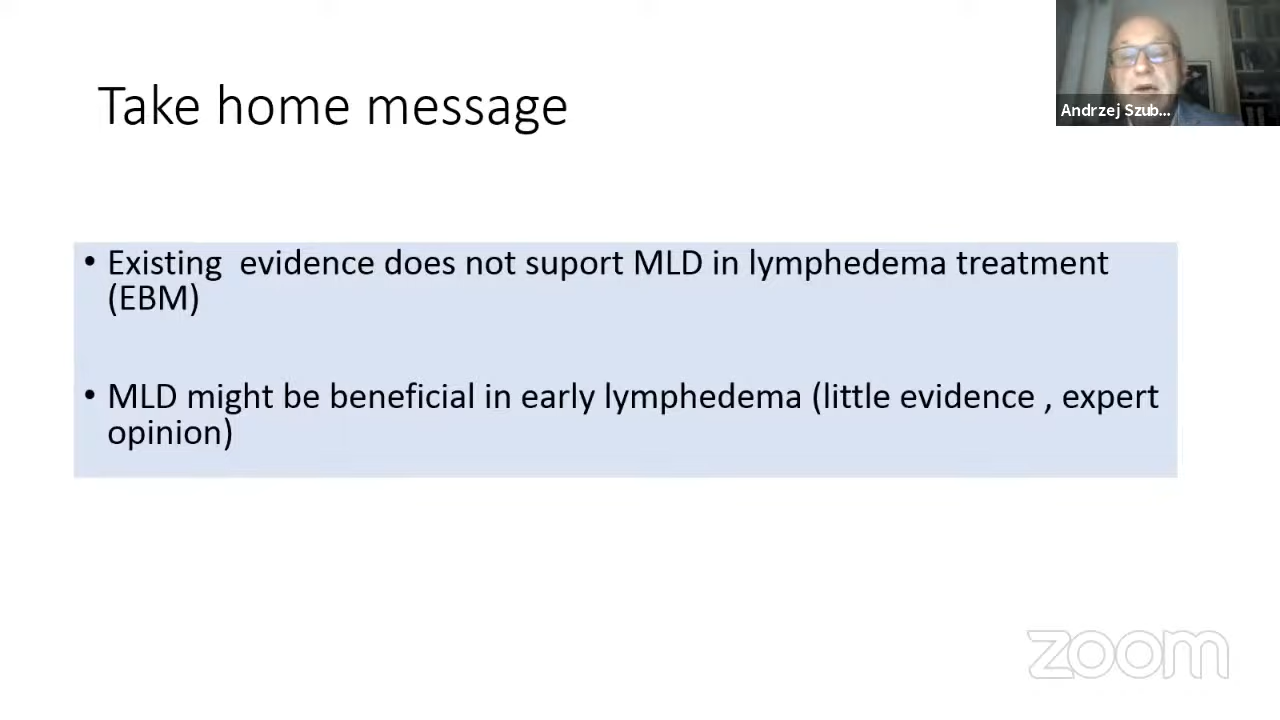 Take home message
Andrzej Szub...
• Existing evidence does not suport MLD in lymphedema treatment
(EBM)
• MLD might be beneficial in early lymphedema (little evidence , expert
opinion)
zoom